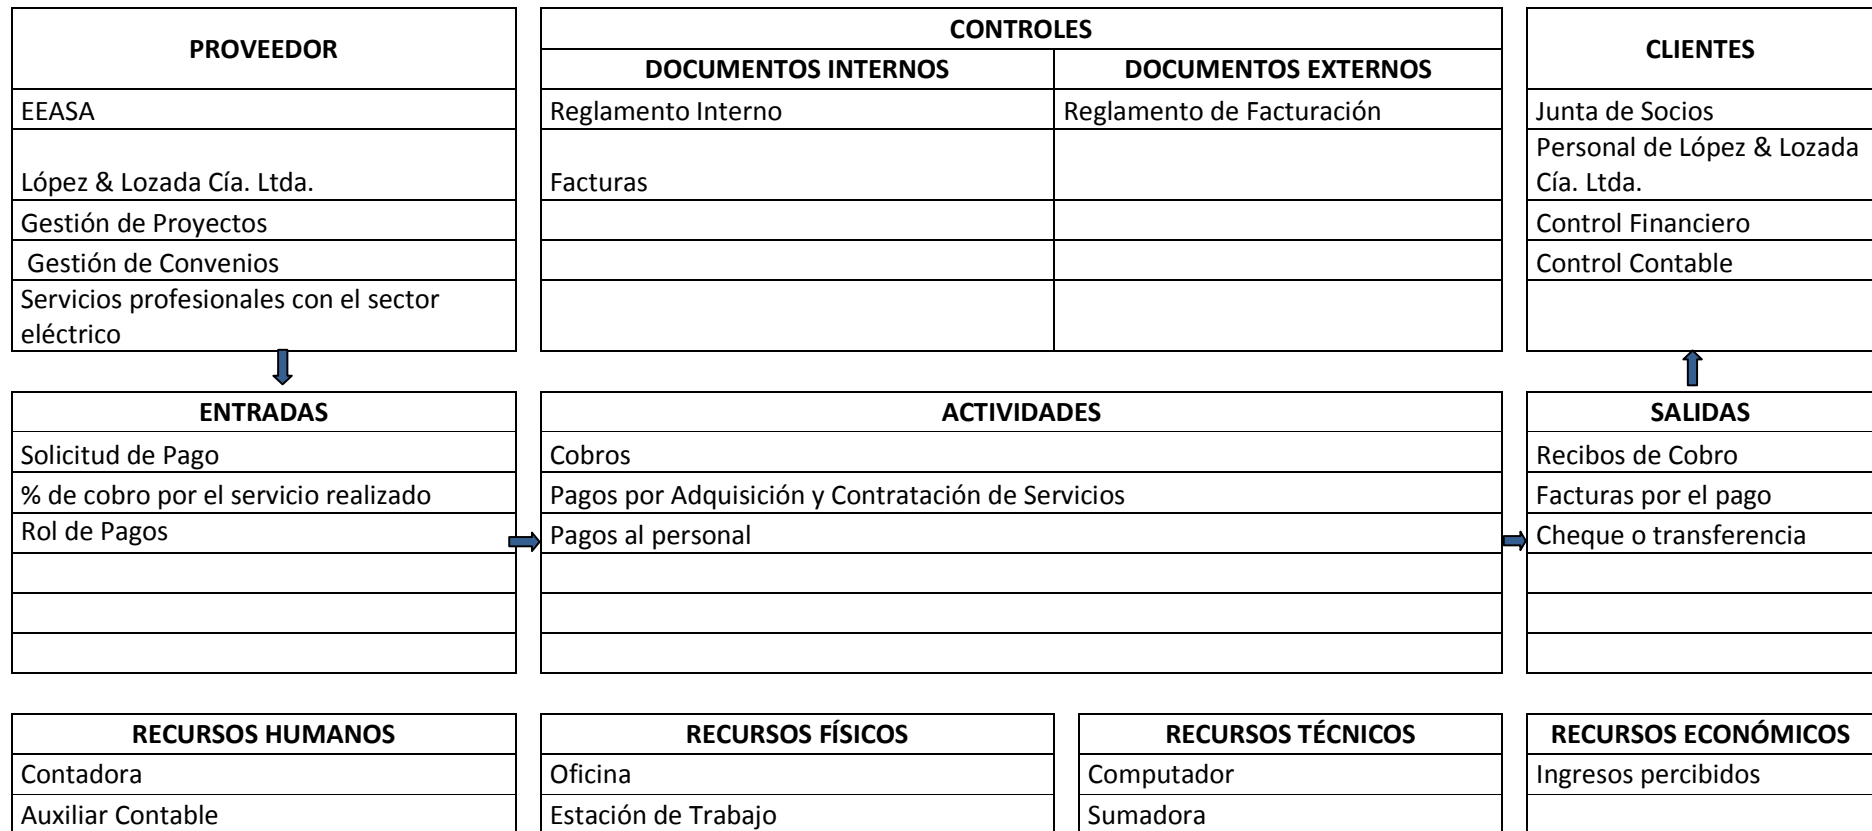 PROVEEDOR
EEASA
López & Lozada Cía. Ltda.
Gestión de Proyectos
Gestión de Convenios
Servicios profesionales con el sector
eléctrico
CONTROLES
DOCUMENTOS INTERNOS
DOCUMENTOS EXTERNOS
Reglamento Interno
Reglamento de Facturación
Facturas
CLIENTES
Junta de Socios
Personal de López & Lozada
Cía. Ltda.
Control Financiero
Control Contable
ENTRADAS
Solicitud de Pago
% de cobro por el servicio realizado
Rol de Pagos
ACTIVIDADES
Cobros
Pagos por Adquisición y Contratación de Servicios
Pagos al personal
SALIDAS
Recibos de Cobro
Facturas por el pago
Cheque o transferencia
RECURSOS HUMANOS
Contadora
Auxiliar Contable
RECURSOS FÍSICOS
Oficina
Estación de Trabajo
RECURSOS TÉCNICOS
Computador
Sumadora
RECURSOS ECONÓMICOS
Ingresos percibidos